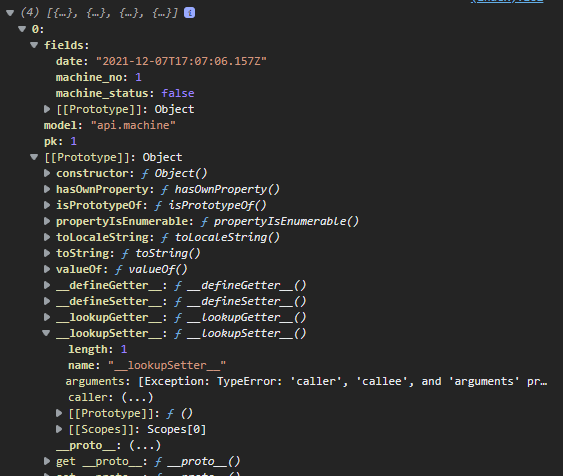 (4) [{…}, {…}, {…}, {…}] i
0:
fields:
date: "2021-12-07T17:07:06.157Z"
machine_no: 1
machine_status: false
[[Prototype]]: Object
model: "api.machine"
pk: 1
[[Prototype]]: Object
constructor: ƒ Object()
hasOwnProperty: ƒ hasOwnProperty()
isPrototypeOf: ƒ isPrototypeOf()
propertyIsEnumerable: ƒ propertyIsEnumerable()
toLocaleString: ƒ toLocaleString()
toString: ƒ toString()
valueOf: ƒ valueOf()
__defineGetter__: ƒ __defineGetter__()
__defineSetter__: ƒ __defineSetter__()
__lookupGetter__: ƒ __lookupGetter__()
__lookupSetter__: ƒ __lookupSetter__()
length: 1
name: "__lookupSetter__"
arguments: [Exception: TypeError: 'caller', 'callee', and 'arguments' pr…
caller: (...)
[[Prototype]]: ƒ ()
[[Scopes]]: Scopes[0]
__proto__: (...)
get __proto__: ƒ __proto__()